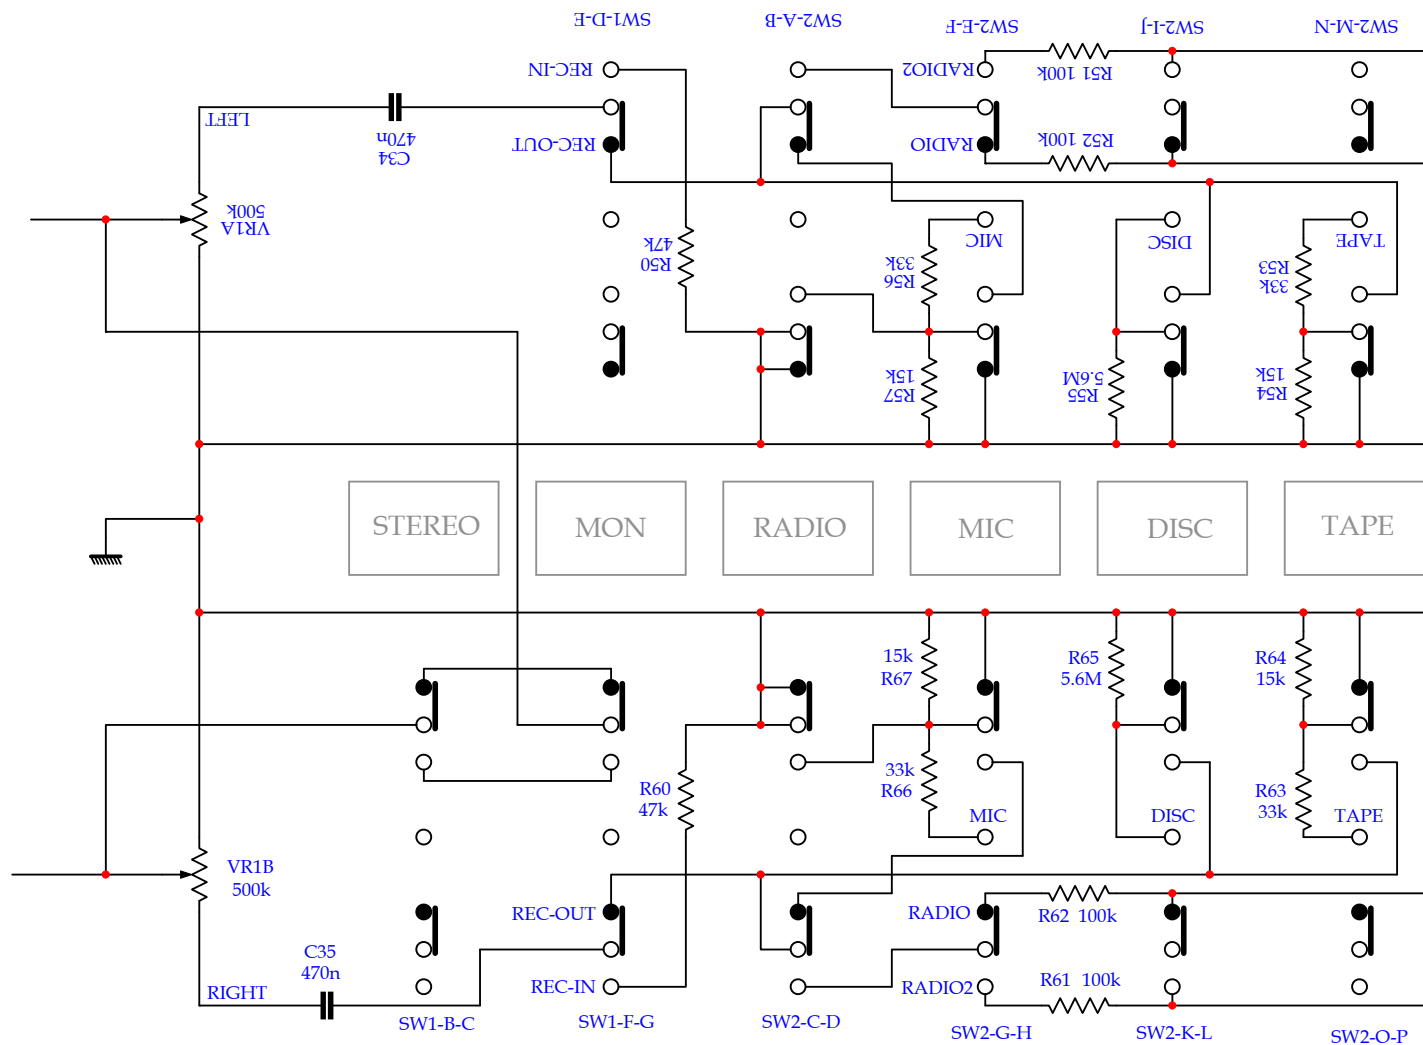 SW1-D-E
SW2-A-B
SW2-E-F
SW2-I-J
SW2-M-N
REC-IN
RADIO2
R51 100k
LEFT
470n
C34
REC-OUT
RADIO
R52 100k
500k
VR1A
47k
R50
MIC
33k
R56
DISC
TAPE
R53
33k
15k
R57
5.6M
R55
15k
R54
STEREO
MON
RADIO
MIC
DISC
TAPE
15k
R67
R65
5.6M
R64
15k
R60
47k
33k
R66
R63
33k
MIC
DISC
TAPE
VR1B
500k
REC-OUT
RADIO
R62 100k
C35
470n
RIGHT
REC-IN
RADIO2
R61 100k
SW1-B-C
SW1-F-G
SW2-C-D
SW2-G-H
SW2-K-L
SW2-O-P